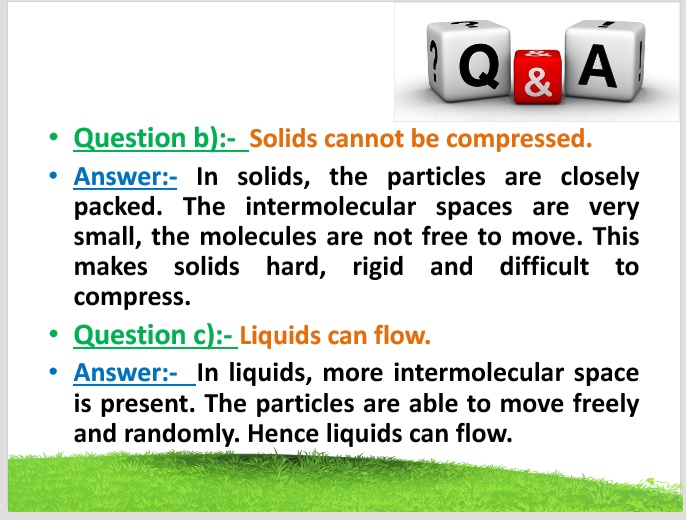 ? ? Q & & A ! !
• Question b):- Solids cannot be compressed.
• Answer:- In solids, the particles are closely
packed. The intermolecular spaces are very
small, the molecules are not free to move. This
makes solids hard, rigid and difficult to
compress.
• Question c):- Liquids can flow.
• Answer:- In liquids, more intermolecular space
is present. The particles are able to move freely
and randomly. Hence liquids can flow.